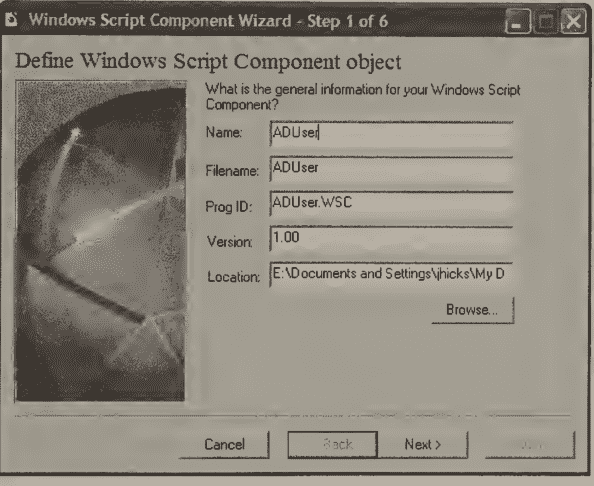 Windows Script Component Wizard - Step 1 of 6
Define Windows Script Component object
What is the general information for your Windows Script
Component?
Name: ADUser
Filename: ADUser
Prog ID: ADUser.WSC
Version: 1.00
Location: E:\Documents and Settings\jhicks\My D
Browse...
Cancel Back Next >